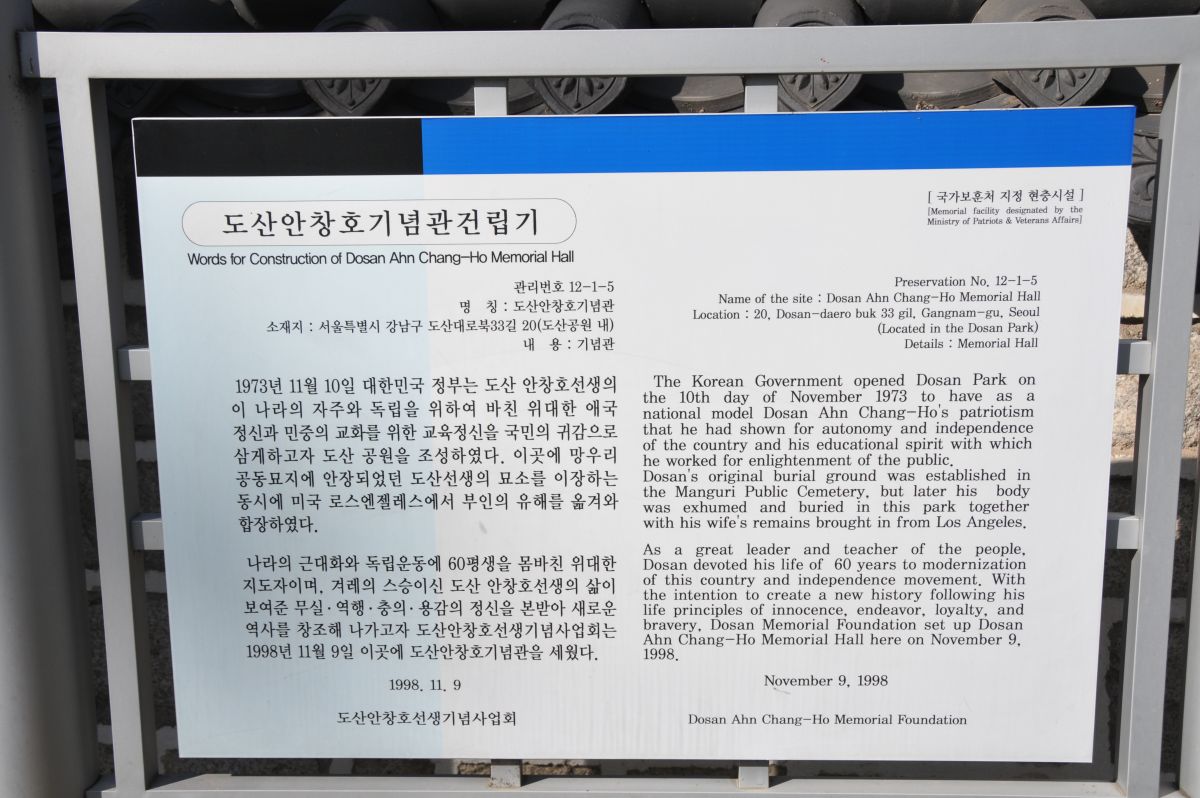 도산안창호기념관건립기
Words for Construction of Dosan Ahn Chang-Ho Memorial Hall
[ 국가보훈처 지정 현충시설 ]
[Memorial facility designated by the
Ministry of Patriots & Veterans Affairs]
관리번호 12-1-5
명 칭 : 도산안창호기념관
소재지 : 서울특별시 강남구 도산대로북33길 20(도산공원 내)
내 용 : 기념관
1973년 11월 10일 대한민국 정부는 도산 안창호선생의
이 나라의 자주와 독립을 위하여 바친 위대한 애국
정신과 민중의 교화를 위한 교육정신을 국민의 귀감으로
삼게하고자 도산 공원을 조성하였다. 이곳에 망우리
공동묘지에 안장되었던 도산선생의 묘소를 이장하는
동시에 미국 로스엔젤레스에서 부인의 유해를 옮겨와
합장하였다.
나라의 근대화와 독립운동에 60평생을 몸바친 위대한
지도자이며, 겨레의 스승이신 도산 안창호선생의 삶이
보여준 무실·역행·충의·용감의 정신을 본받아 새로운
역사를 창조해 나가고자 도산안창호선생기념사업회는
1998년 11월 9일 이곳에 도산안창호기념관을 세웠다.
1998. 11. 9
도산안창호선생기념사업회
Preservation No. 12-1-5
Name of the site : Dosan Ahn Chang-Ho Memorial Hall
Location : 20, Dosan-daero buk 33 gil, Gangnam-gu, Seoul
(Located in the Dosan Park)
Details : Memorial Hall
The Korean Government opened Dosan Park on
the 10th day of November 1973 to have as a
national model Dosan Ahn Chang-Ho's patriotism
that he had shown for autonomy and independence
of the country and his educational spirit with which
he worked for enlightenment of the public.
Dosan's original burial ground was established in
the Manguri Public Cemetery, but later his body
was exhumed and buried in this park together
with his wife's remains brought in from Los Angeles.
As a great leader and teacher of the people,
Dosan devoted his life of 60 years to modernization
of this country and independence movement. With
the intention to create a new history following his
life principles of innocence, endeavor, loyalty, and
bravery, Dosan Memorial Foundation set up Dosan
Ahn Chang-Ho Memorial Hall here on November 9,
1998.
November 9, 1998
Dosan Ahn Chang-Ho Memorial Foundation